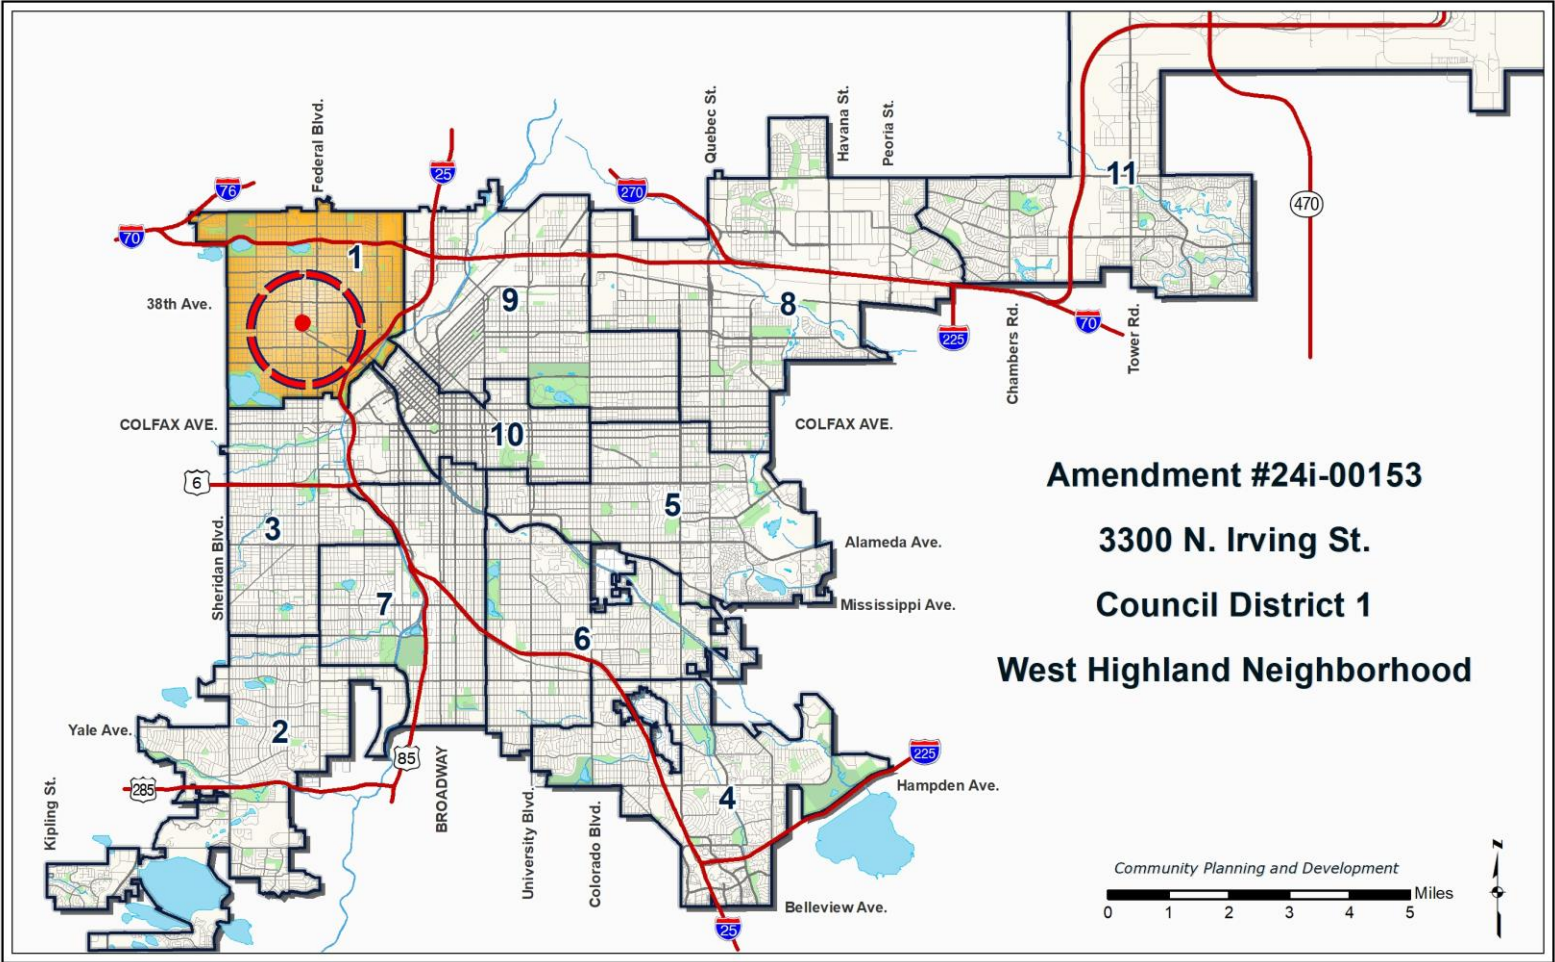 Federal Blvd.
Quebec St.
Havana St.
Peoria St.
76
25
270
70
11
470
1
38th Ave.
9
8
225
Chambers Rd.
70
Tower Rd.
COLFAX AVE.
10
COLFAX AVE.
6
5
Sheridan Blvd.
3
Alameda Ave.
7
Mississippi Ave.
6
Yale Ave.
2
85
BROADWAY
225
285
Kipling St.
University Blvd.
Colorado Blvd.
4
Hampden Ave.
Belleview Ave.
25
Amendment #24i-00153
3300 N. Irving St.
Council District 1
West Highland Neighborhood
Community Planning and Development
Miles
0 1 2 3 4 5
N